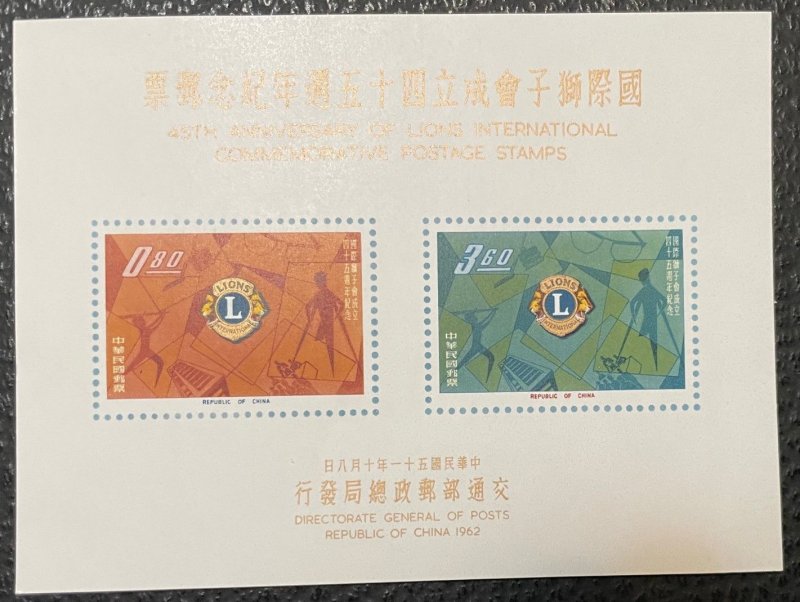 票郵念紀年週五十四立成會子獅際國
45TH ANNIVERSARY OF LIONS INTERNATIONAL
COMMEMORATIVE POSTAGE STAMPS
0.80
國際獅子會成立
四十五週年紀念
LIONS
L
INTERNATIONAL
中華民國郵票
REPUBLIC OF CHINA
3.60
國際獅子會成立
四十五週年紀念
LIONS
L
INTERNATIONAL
中華民國郵票
REPUBLIC OF CHINA
日八月十年一十五國民華中
行發局總政郵部通交
DIRECTORATE GENERAL OF POSTS
REPUBLIC OF CHINA 1962